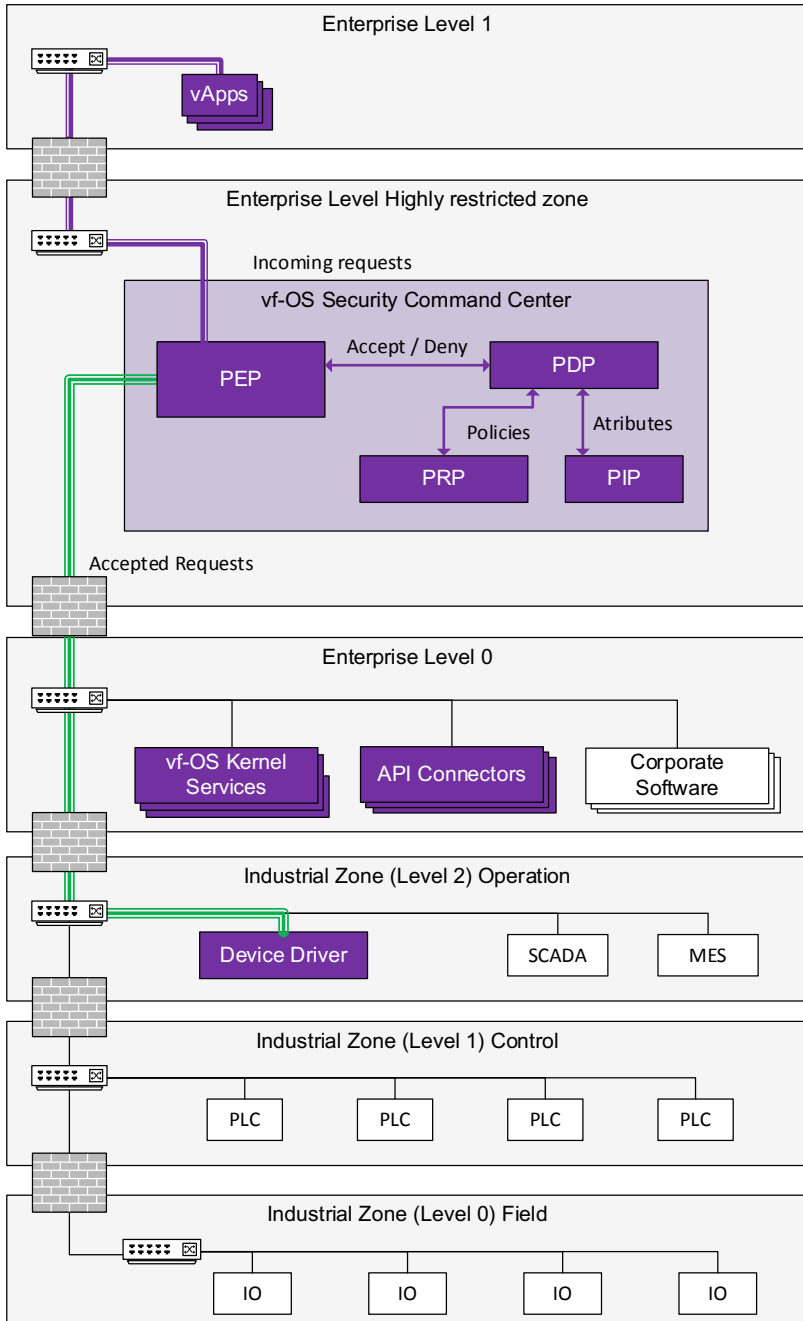 Enterprise Level 1
vApps
Enterprise Level Highly restricted zone
Incoming requests
vf-OS Security Command Center
PEP
Accept / Deny
PDP
Policies
Atributes
PRP
PIP
Accepted Requests
Enterprise Level 0
vf-OS Kernel
Services
API Connectors
Corporate
Software
Industrial Zone (Level 2) Operation
Device Driver
SCADA
MES
Industrial Zone (Level 1) Control
PLC
PLC
PLC
PLC
Industrial Zone (Level 0) Field
IO
IO
IO
IO